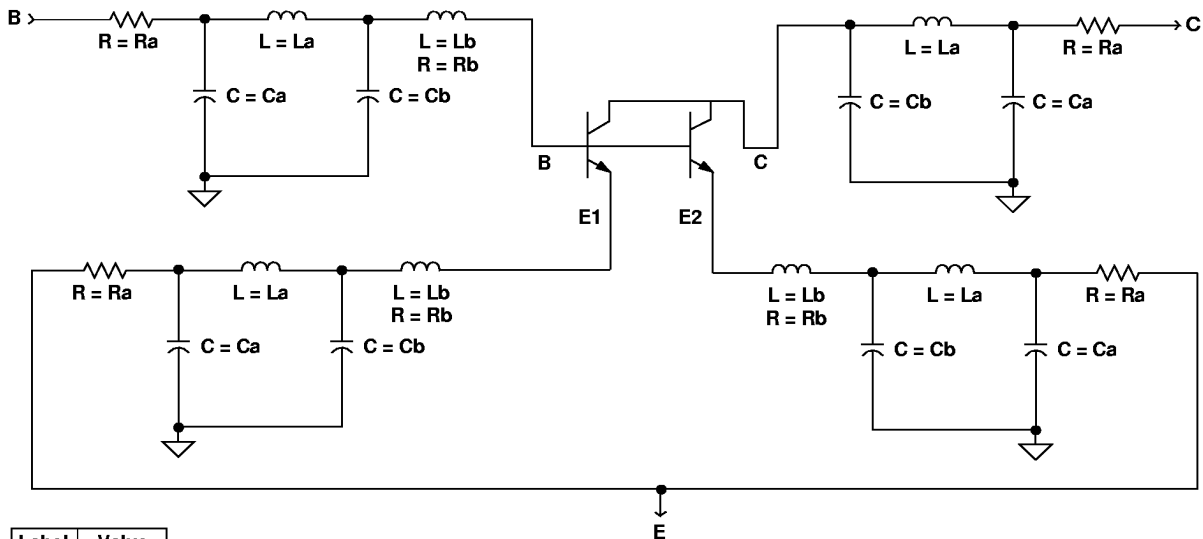 B
R = Ra
L = La
L = Lb
R = Rb
C = Ca
C = Cb
L = La
R = Ra
C
C = Cb
C = Ca
B
C
E1
E2
R = Ra
L = La
L = Lb
R = Rb
C = Ca
C = Cb
L = Lb
R = Rb
L = La
R = Ra
C = Cb
C = Ca
E
Label Value